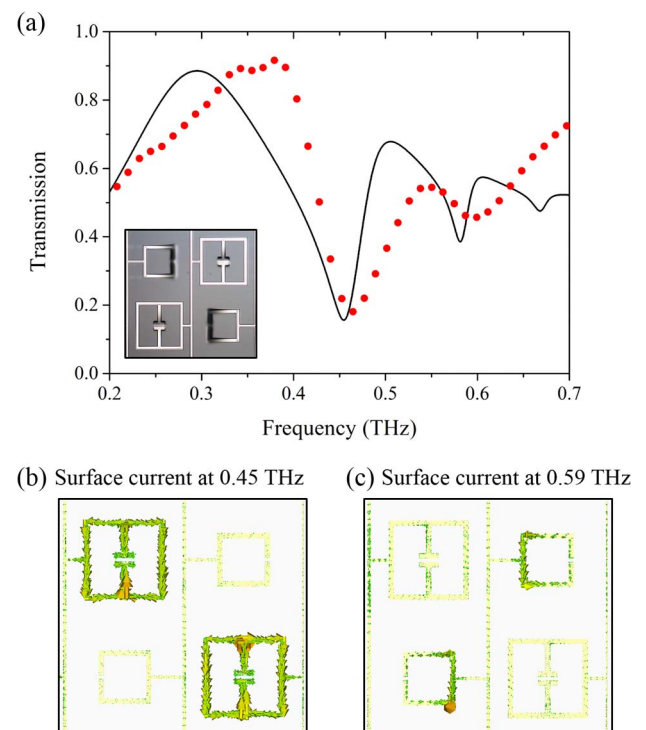 (a)
1.0
0.8
0.6
0.4
0.2
0.0
Transmission
0.2 0.3 0.4 0.5 0.6 0.7
Frequency (THz)
(b) Surface current at 0.45 THz
(c) Surface current at 0.59 THz